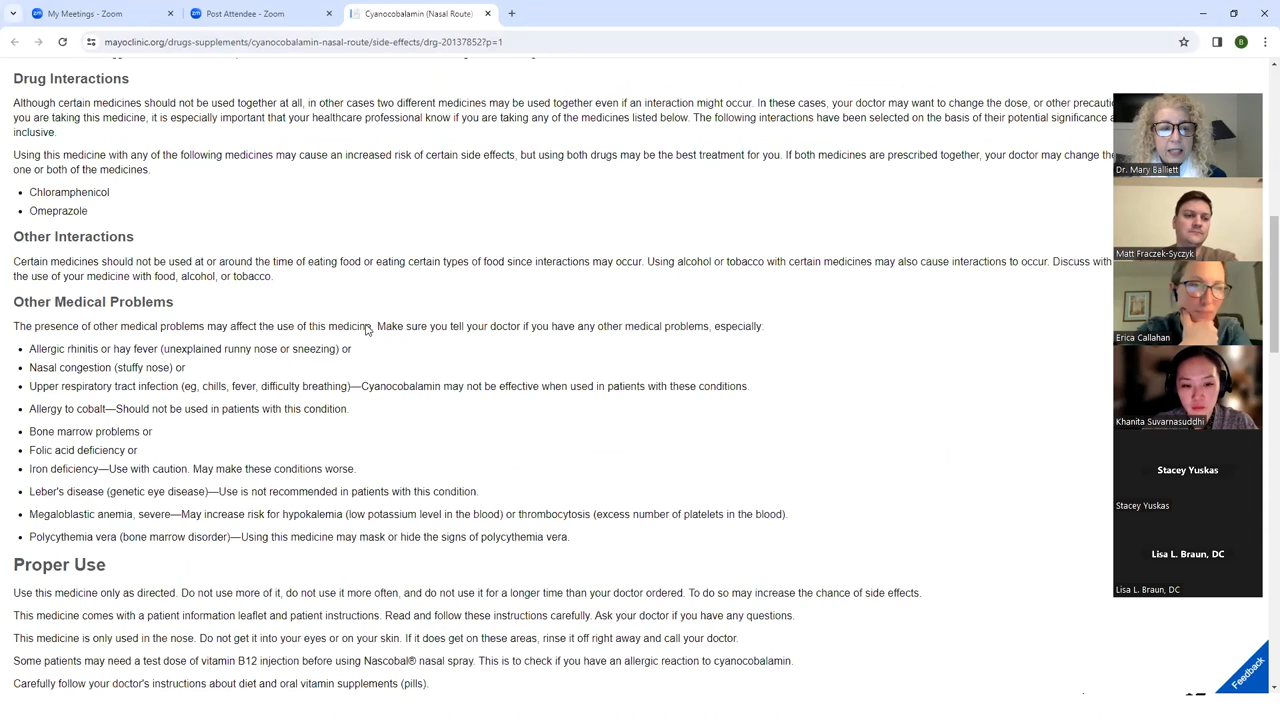 My Meetings - Zoom
Post Attendee - Zoom
Cyanocobalamin (Nasal Route)
mayoclinic.org/drugs-supplements/cyanocobalamin-nasal-route/side-effects/drg-20137852?p=1
B
Drug Interactions
Although certain medicines should not be used together at all, in other cases two different medicines may be used together even if an interaction might occur. In these cases, your doctor may want to change the dose, or other precauti
you are taking this medicine, it is especially important that your healthcare professional know if you are taking any of the medicines listed below. The following interactions have been selected on the basis of their potential significance a
inclusive.
Using this medicine with any of the following medicines may cause an increased risk of certain side effects, but using both drugs may be the best treatment for you. If both medicines are prescribed together, your doctor may change the
one or both of the medicines.
• Chloramphenicol
• Omeprazole
Other Interactions
Certain medicines should not be used at or around the time of eating food or eating certain types of food since interactions may occur. Using alcohol or tobacco with certain medicines may also cause interactions to occur. Discuss with
the use of your medicine with food, alcohol, or tobacco.
Other Medical Problems
The presence of other medical problems may affect the use of this medicine. Make sure you tell your doctor if you have any other medical problems, especially:
• Allergic rhinitis or hay fever (unexplained runny nose or sneezing) or
• Nasal congestion (stuffy nose) or
• Upper respiratory tract infection (eg, chills, fever, difficulty breathing)—Cyanocobalamin may not be effective when used in patients with these conditions.
• Allergy to cobalt—Should not be used in patients with this condition.
• Bone marrow problems or
• Folic acid deficiency or
• Iron deficiency—Use with caution. May make these conditions worse.
• Leber's disease (genetic eye disease)—Use is not recommended in patients with this condition.
• Megaloblastic anemia, severe—May increase risk for hypokalemia (low potassium level in the blood) or thrombocytosis (excess number of platelets in the blood).
• Polycythemia vera (bone marrow disorder)—Using this medicine may mask or hide the signs of polycythemia vera.
Proper Use
Use this medicine only as directed. Do not use more of it, do not use it more often, and do not use it for a longer time than your doctor ordered. To do so may increase the chance of side effects.
This medicine comes with a patient information leaflet and patient instructions. Read and follow these instructions carefully. Ask your doctor if you have any questions.
This medicine is only used in the nose. Do not get it into your eyes or on your skin. If it does get on these areas, rinse it off right away and call your doctor.
Some patients may need a test dose of vitamin B12 injection before using Nascobal® nasal spray. This is to check if you have an allergic reaction to cyanocobalamin.
Carefully follow your doctor's instructions about diet and oral vitamin supplements (pills).
Dr. Mary Balliett
Matt Fraczek-Syczyk
Erica Callahan
Khanita Suvarnasuddhi
Stacey Yuskas
Stacey Yuskas
Lisa L. Braun, DC
Lisa L. Braun, DC
Feedback